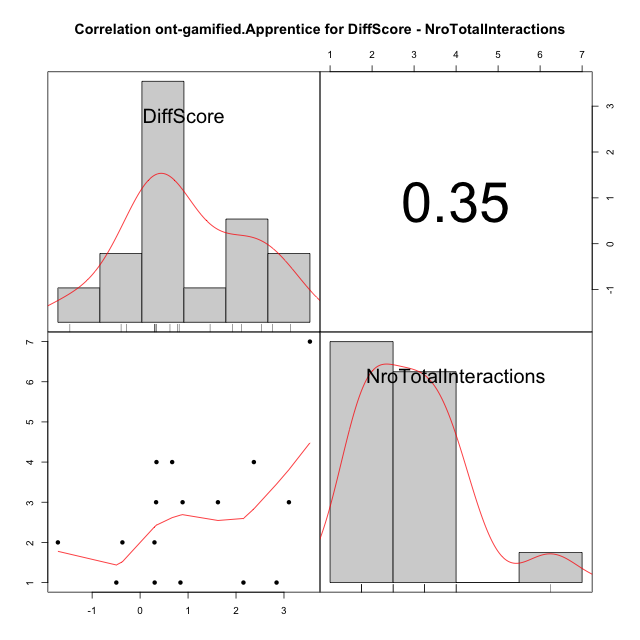 Correlation ont-gamified.Apprentice for DiffScore - NroTotalInteractions
1 2 3 4 5 6 7
DiffScore
0.35
3
2
1
0
-1
7
6
5
4
3
2
1
NroTotalInteractions
-1 0 1 2 3